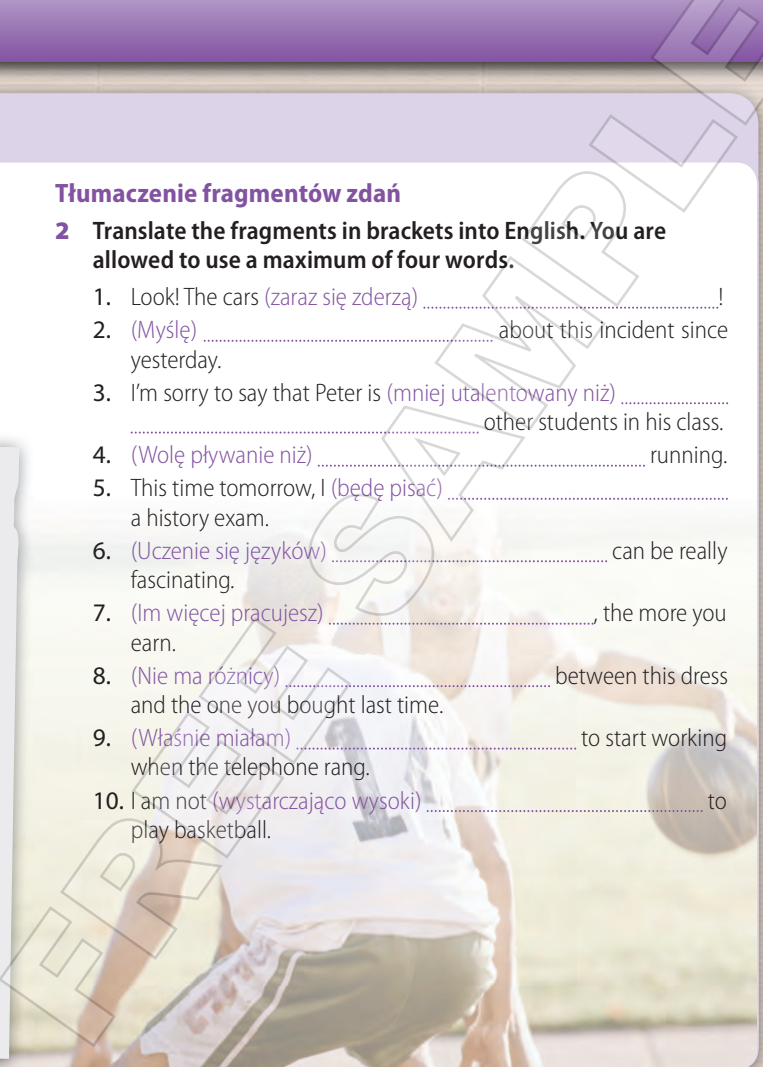 Tłumaczenie fragmentów zdań
2 Translate the fragments in brackets into English. You are
allowed to use a maximum of four words.
1. Look! The cars (zaraz się zderzą) ........................................!
2. (Myślę) ........................................ about this incident since
yesterday.
3. I'm sorry to say that Peter is (mniej utalentowany niż) ....................
........................................ other students in his class.
4. (Wolę pływanie niż) ........................................ running.
5. This time tomorrow, I (będę pisać) ........................................
a history exam.
6. (Uczenie się języków) ........................................ can be really
fascinating.
7. (Im więcej pracujesz) ........................................, the more you
earn.
8. (Nie ma różnicy) ........................................ between this dress
and the one you bought last time.
9. (Właśnie miałam) ........................................ to start working
when the telephone rang.
10. I am not (wystarczająco wysoki) ........................................ to
play basketball.
FREE SAMPLE